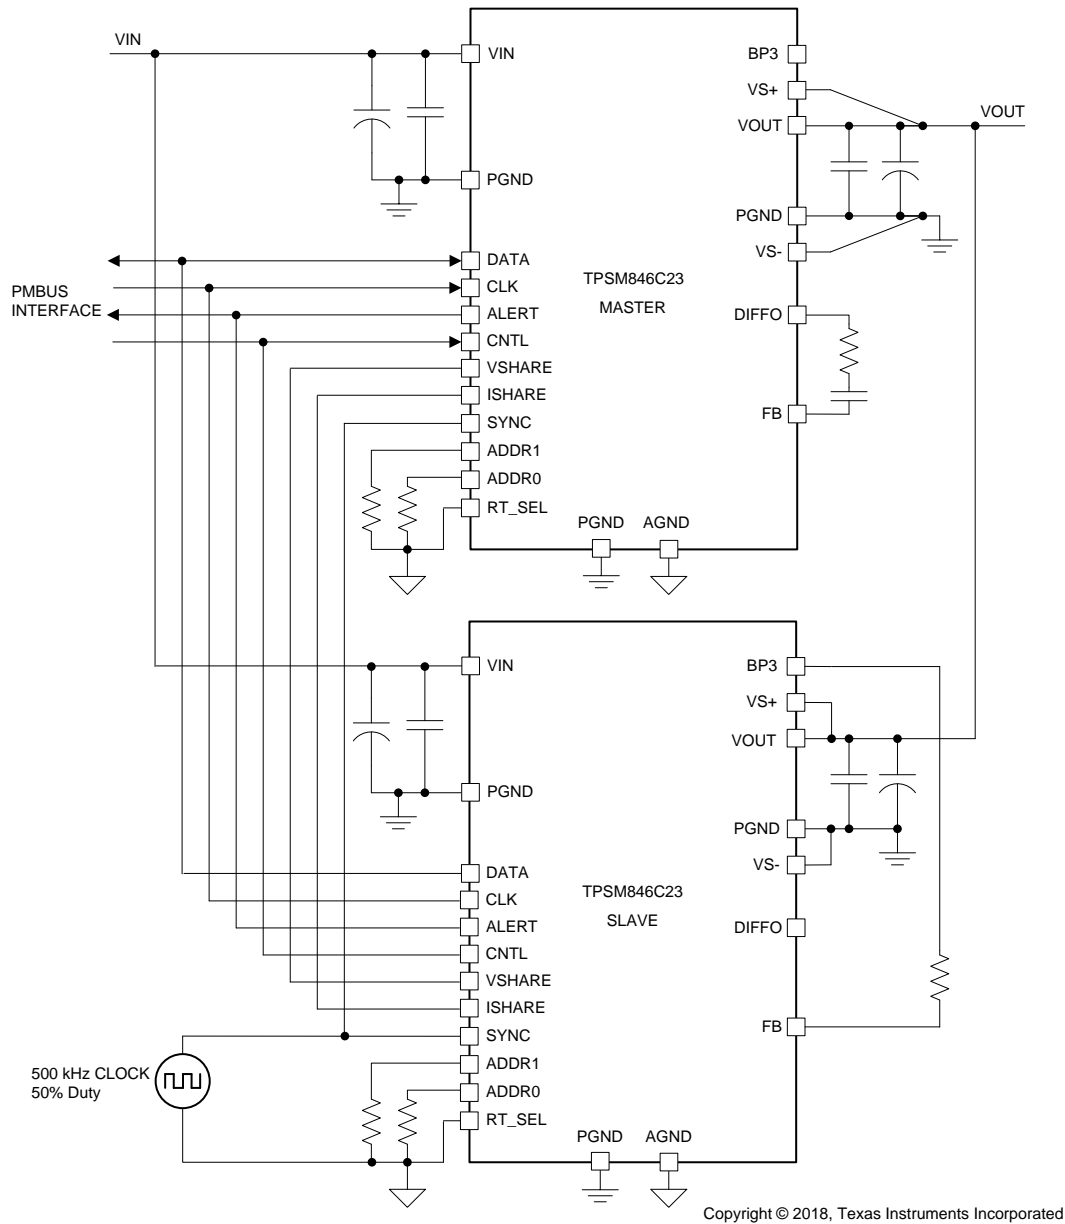 VIN
VIN
BP3
VS+
VOUT
VOUT
PGND
PGND
VS-
DATA
CLK
ALERT
CNTL
VSHARE
ISHARE
SYNC
ADDR1
ADDR0
RT_SEL
PMBUS
INTERFACE
TPSM846C23
MASTER
DIFFO
FB
PGND
AGND
VIN
BP3
VS+
VOUT
PGND
PGND
VS-
DATA
CLK
ALERT
CNTL
VSHARE
ISHARE
SYNC
ADDR1
ADDR0
RT_SEL
TPSM846C23
SLAVE
DIFFO
FB
500 kHz CLOCK
50% Duty
PGND
AGND
Copyright © 2018, Texas Instruments Incorporated